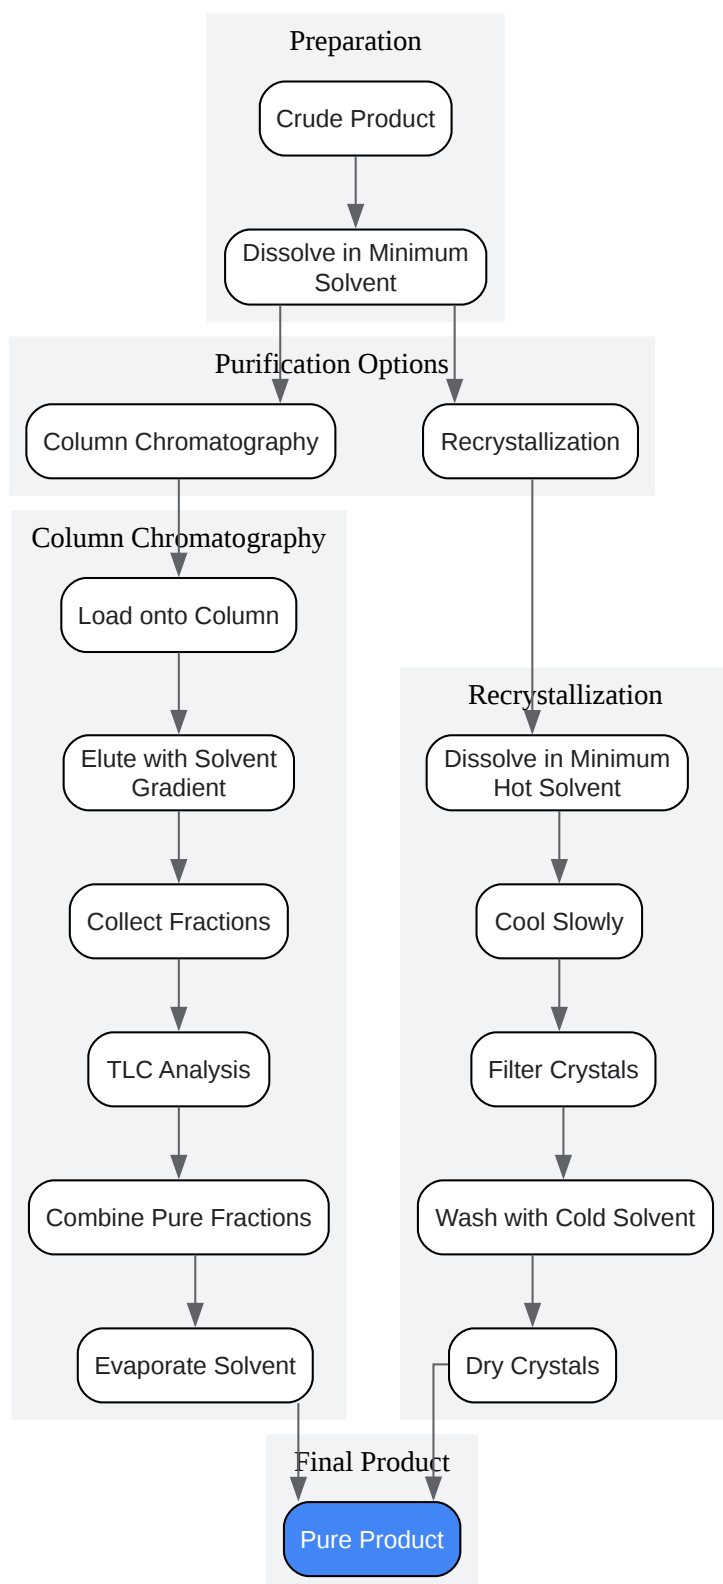 Preparation
Crude Product
Dissolve in Minimum
Solvent
Purification Options
Column Chromatography
Recrystallization
Column Chromatography
Load onto Column
Elute with Solvent
Gradient
Collect Fractions
TLC Analysis
Combine Pure Fractions
Evaporate Solvent
Recrystallization
Dissolve in Minimum
Hot Solvent
Cool Slowly
Filter Crystals
Wash with Cold Solvent
Dry Crystals
Final Product
Pure Product